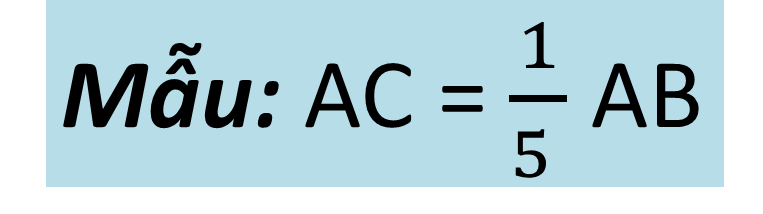 Mẫu: AC = 1/5 AB